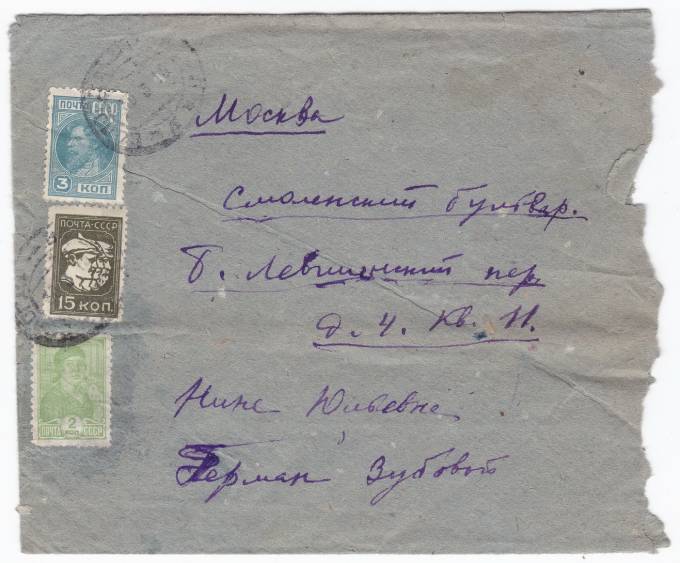 ПОЧТА СССР
3 КОП.
ПОЧТА-СССР
15 КОП.
2
КОП
ПОЧТА СССР
Москва
Смоленский бульвар.
Б. Левшинский пер.
д. 4. кв. 11.
Нине Юльевне
Герман Зубовой